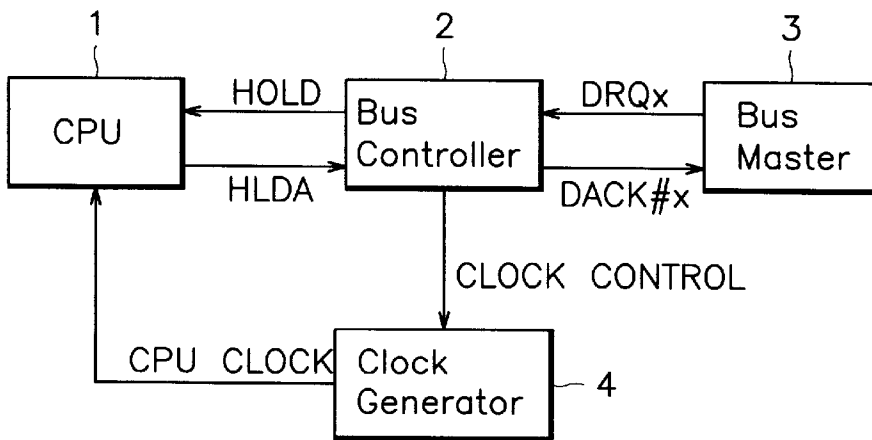 1
2
3
CPU
HOLD
HLDA
Bus
Controller
DRQx
DACK#x
Bus
Master
CLOCK CONTROL
CPU CLOCK
Clock
Generator
4